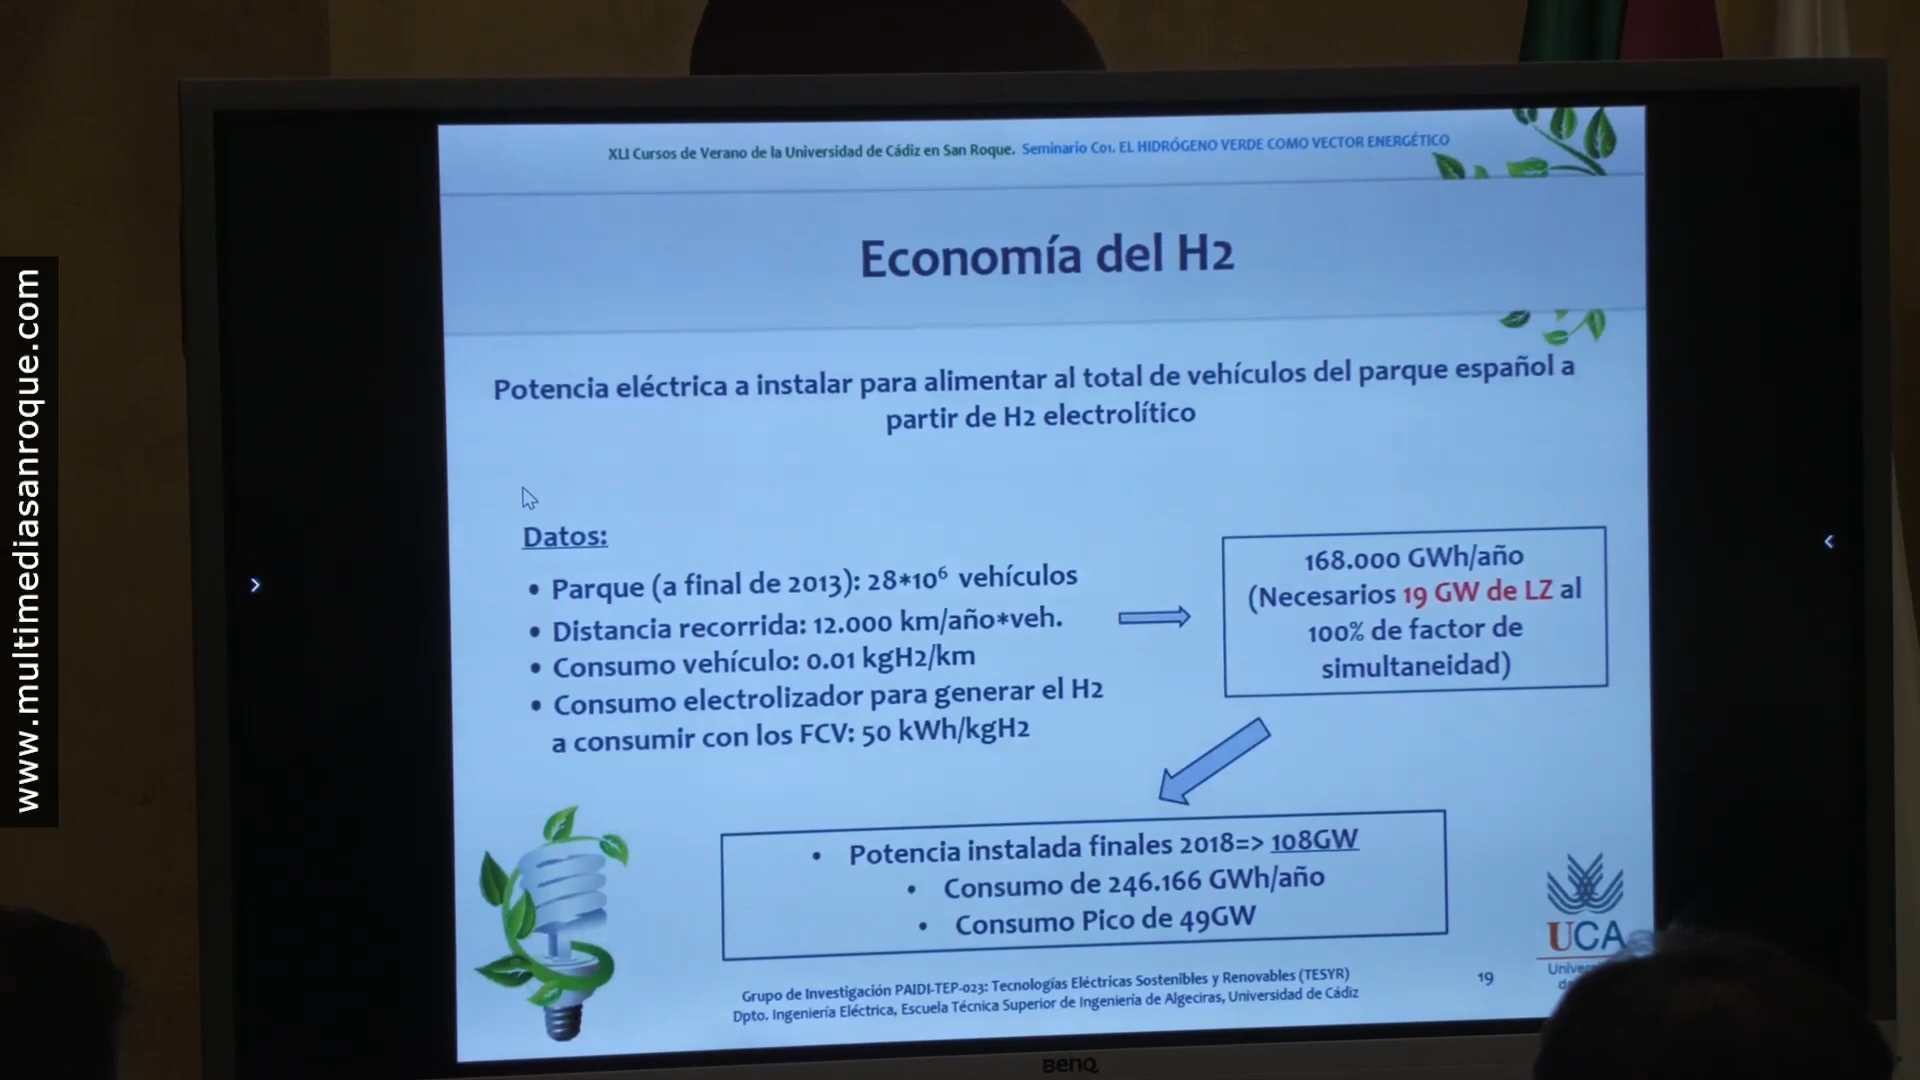 www.multimediasanroque.com
XLI Cursos de Verano de la Universidad de Cádiz en San Roque. Seminario C01. EL HIDRÓGENO VERDE COMO VECTOR ENERGÉTICO
Economía del H2
Potencia eléctrica a instalar para alimentar al total de vehículos del parque español a
partir de H2 electrolítico
Datos:
• Parque (a final de 2013): 28*10⁶ vehículos
• Distancia recorrida: 12.000 km/año*veh.
• Consumo vehículo: 0.01 kgH2/km
• Consumo electrolizador para generar el H2
a consumir con los FCV: 50 kWh/kgH2
168.000 GWh/año
(Necesarios 19 GW de LZ al
100% de factor de
simultaneidad)
• Potencia instalada finales 2018=> 108GW
• Consumo de 246.166 GWh/año
• Consumo Pico de 49GW
UCA
Grupo de Investigación PAIDI-TEP-023: Tecnologías Eléctricas Sostenibles y Renovables (TESYR)
Dpto. Ingeniería Eléctrica, Escuela Técnica Superior de Ingeniería de Algeciras, Universidad de Cádiz
19
BenQ